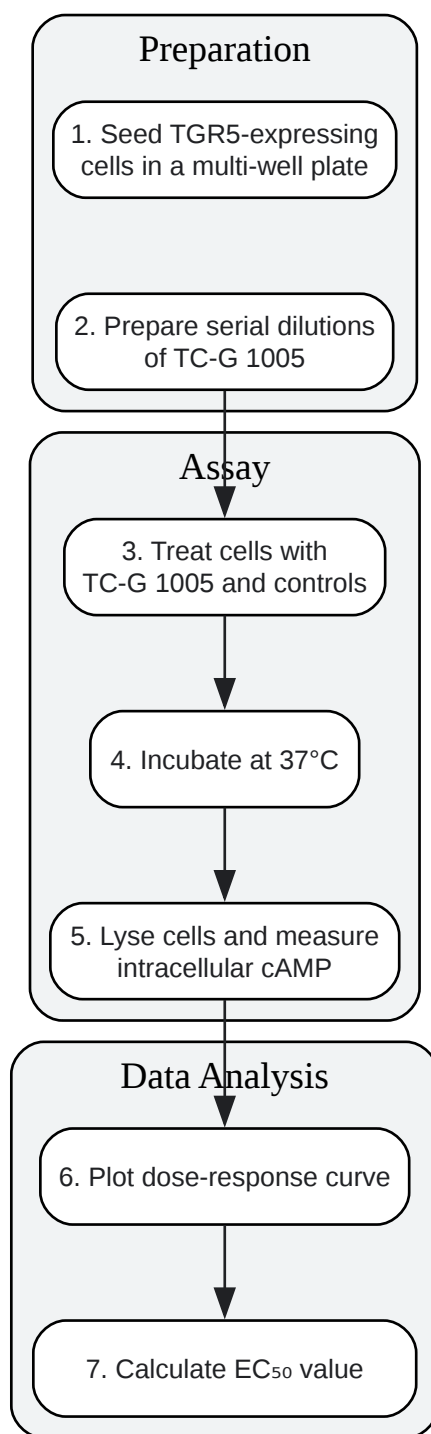 Preparation
1. Seed TGR5-expressing
cells in a multi-well plate
2. Prepare serial dilutions
of TC-G 1005
Assay
3. Treat cells with
TC-G 1005 and controls
4. Incubate at 37°C
5. Lyse cells and measure
intracellular cAMP
Data Analysis
6. Plot dose-response curve
7. Calculate EC₅₀ value